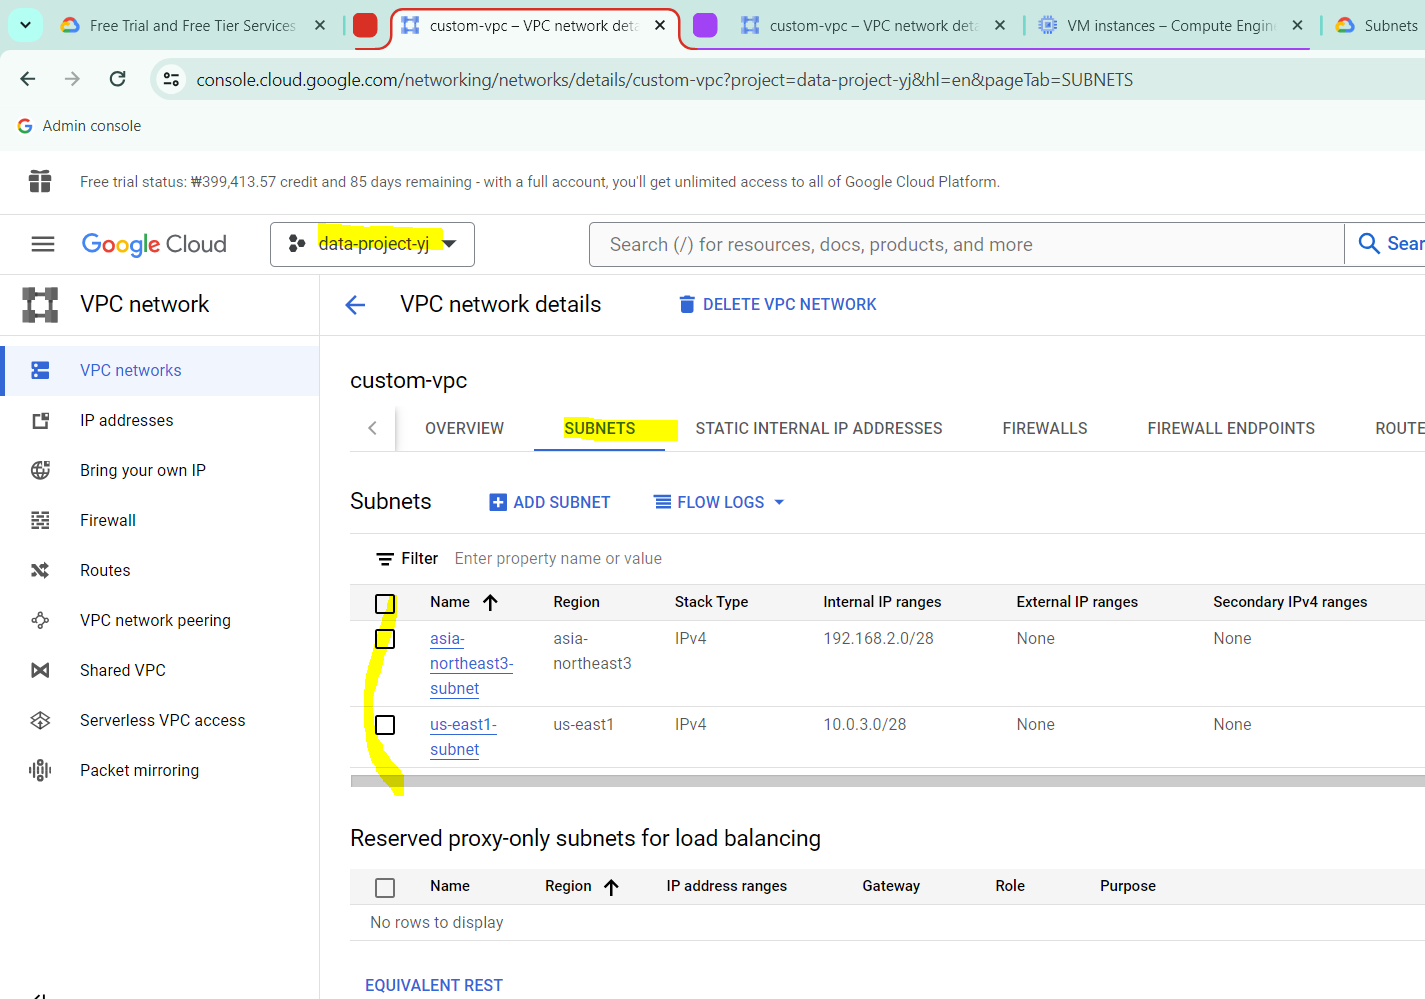 Free Trial and Free Tier Services
custom-vpc – VPC network deta
custom-vpc – VPC network deta
VM instances – Compute Engin
Subnets
console.cloud.google.com/networking/networks/details/custom-vpc?project=data-project-yj&hl=en&pageTab=SUBNETS
Admin console
Free trial status: ₩399,413.57 credit and 85 days remaining - with a full account, you'll get unlimited access to all of Google Cloud Platform.
Google Cloud
data-project-yj
Search (/) for resources, docs, products, and more
Sear
VPC network
VPC network details
DELETE VPC NETWORK
VPC networks
IP addresses
Bring your own IP
Firewall
Routes
VPC network peering
Shared VPC
Serverless VPC access
Packet mirroring
custom-vpc
OVERVIEW
SUBNETS
STATIC INTERNAL IP ADDRESSES
FIREWALLS
FIREWALL ENDPOINTS
ROUTE
Subnets
ADD SUBNET
FLOW LOGS
Filter Enter property name or value
Name Region Stack Type Internal IP ranges External IP ranges Secondary IPv4 ranges
asia- asia- IPv4 192.168.2.0/28 None None
northeast3- northeast3
subnet
us-east1- us-east1 IPv4 10.0.3.0/28 None None
subnet
Reserved proxy-only subnets for load balancing
Name Region IP address ranges Gateway Role Purpose
No rows to display
EQUIVALENT REST